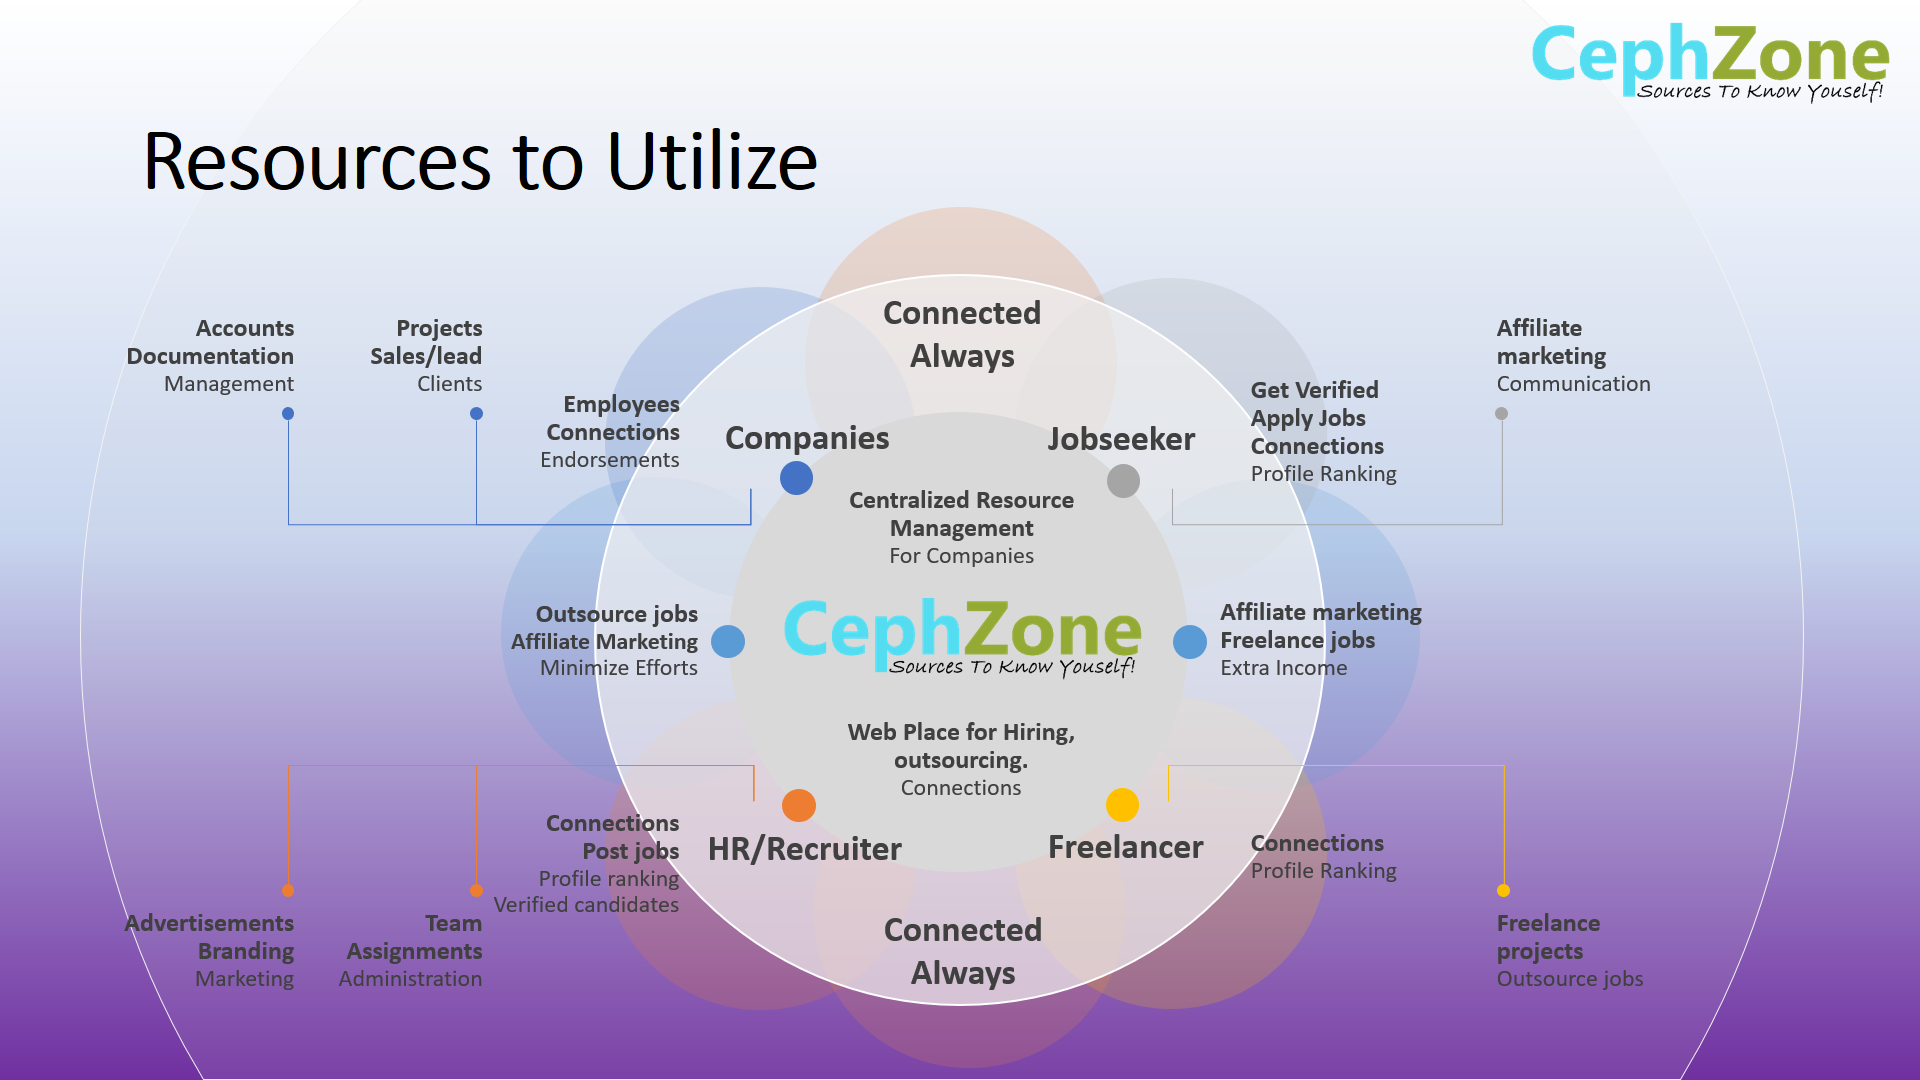 CephZone
Sources To Know Youself!
Resources to Utilize
Connected
Always
Accounts
Documentation
Management
Projects
Sales/lead
Clients
Employees
Connections
Endorsements
Companies
Jobseeker
Get Verified
Apply Jobs
Connections
Profile Ranking
Affiliate
marketing
Communication
Centralized Resource
Management
For Companies
Outsource jobs
Affiliate Marketing
Minimize Efforts
CephZone
Sources To Know Youself!
Affiliate marketing
Freelance jobs
Extra Income
Web Place for Hiring,
outsourcing.
Connections
Connections
Post jobs
Profile ranking
Verified candidates
HR/Recruiter
Freelancer
Connections
Profile Ranking
Advertisements
Branding
Marketing
Team
Assignments
Administration
Connected
Always
Freelance
projects
Outsource jobs